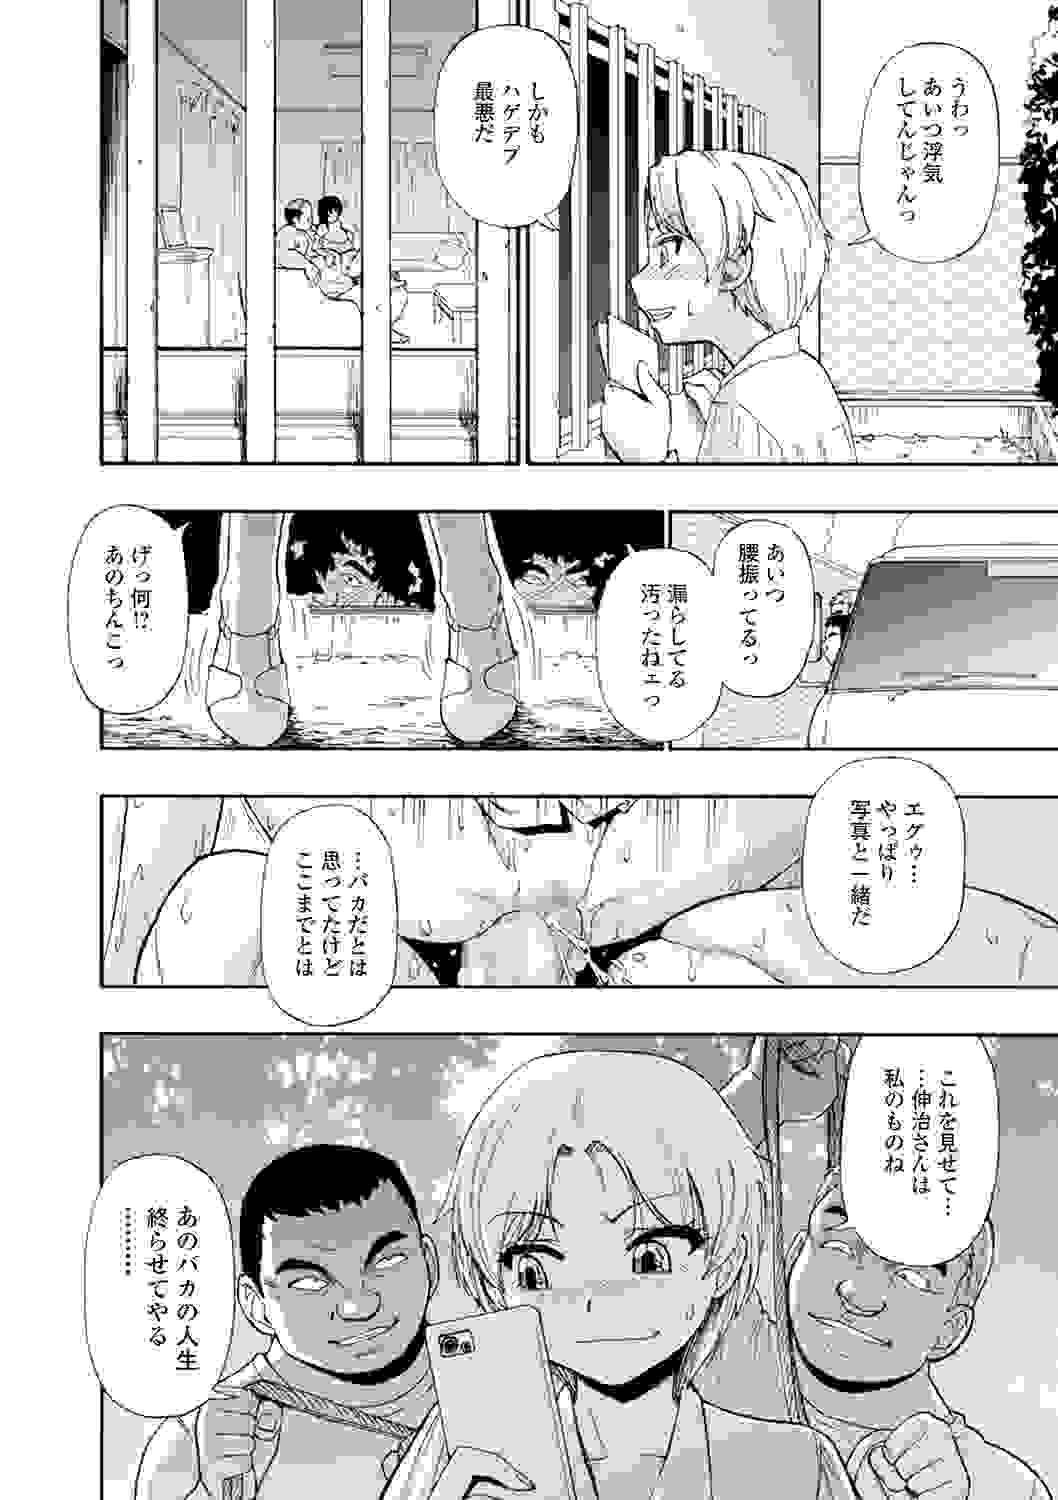 うわっ
あいつ浮気
してんじゃんっ
しかも
ハゲデブ
最悪だ
あいつ
腰振ってるっ
漏らしてる
汚ったねェっ
げっ何!?
あのちんこっ
エグゥ…
やっぱり
写真と一緒だ
…バカだとは
思ってたけど
ここまでとは
これを見せて…
…伸治さんは
私のものね
あのバカの人生
終らせてやる
………